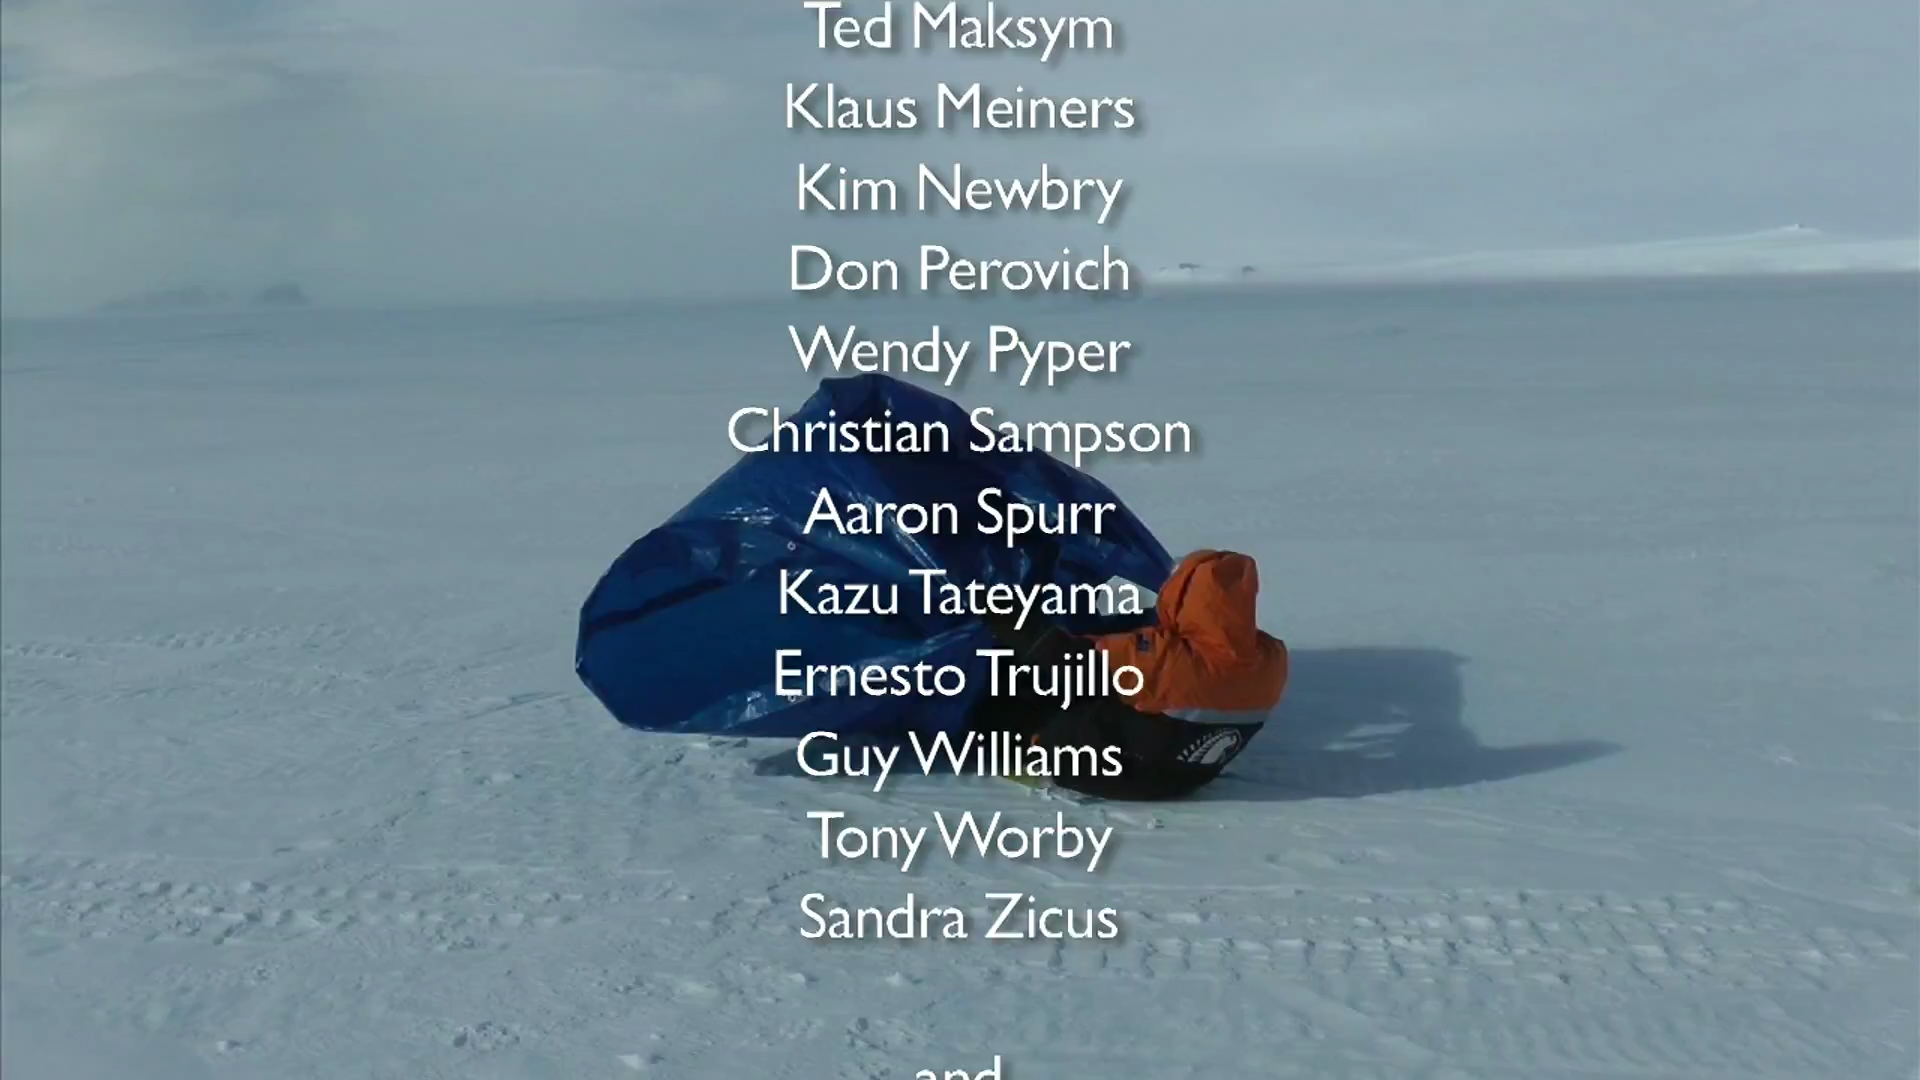 Ted Maksym
Klaus Meiners
Kim Newbry
Don Perovich
Wendy Pyper
Christian Sampson
Aaron Spurr
Kazu Tateyama
Ernesto Trujillo
Guy Williams
Tony Worby
Sandra Zicus
and